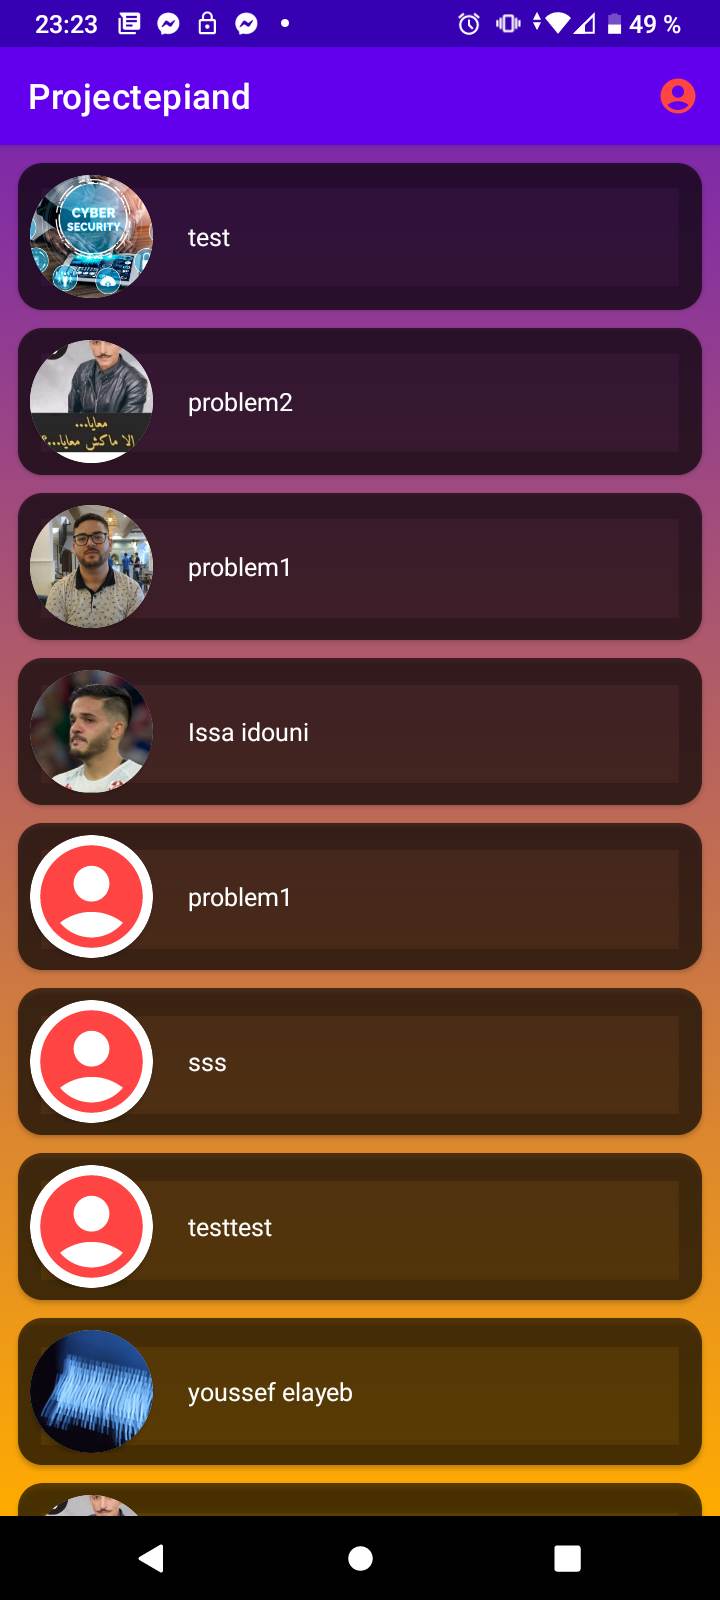 23:23
49 %
Projectepiand
CYBER
SECURITY
test
معايا...
الا ماكش معايا...؟
problem2
problem1
Issa idouni
problem1
sss
testtest
youssef elayeb